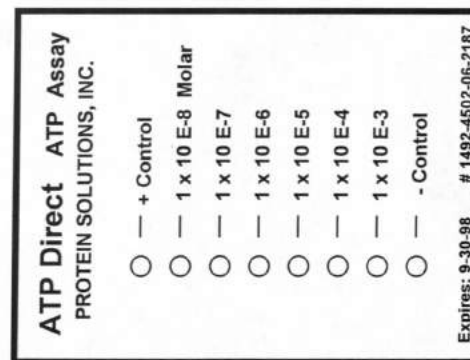 ATP Direct ATP Assay
PROTEIN SOLUTIONS, INC.
+ Control
1 x 10 E-8 Molar
1 x 10 E-7
1 x 10 E-6
1 x 10 E-5
1 x 10 E-4
1 x 10 E-3
- Control
Expires: 9-30-98 # 1492-4502-06-2187